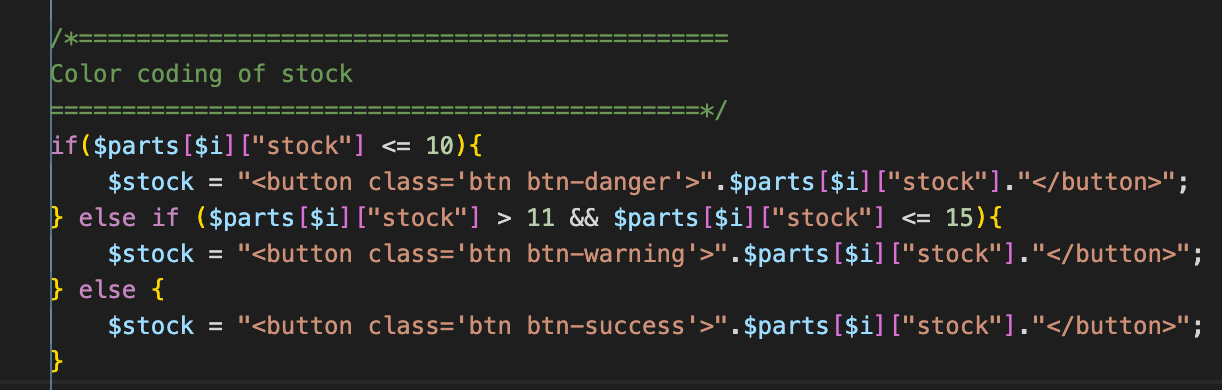 /*=============================================
Color coding of stock
=============================================*/
if($parts[$i]["stock"] <= 10){
    $stock = "<button class='btn btn-danger'>".$parts[$i]["stock"]."</button>";
} else if ($parts[$i]["stock"] > 11 && $parts[$i]["stock"] <= 15){
    $stock = "<button class='btn btn-warning'>".$parts[$i]["stock"]."</button>";
} else {
    $stock = "<button class='btn btn-success'>".$parts[$i]["stock"]."</button>";
}